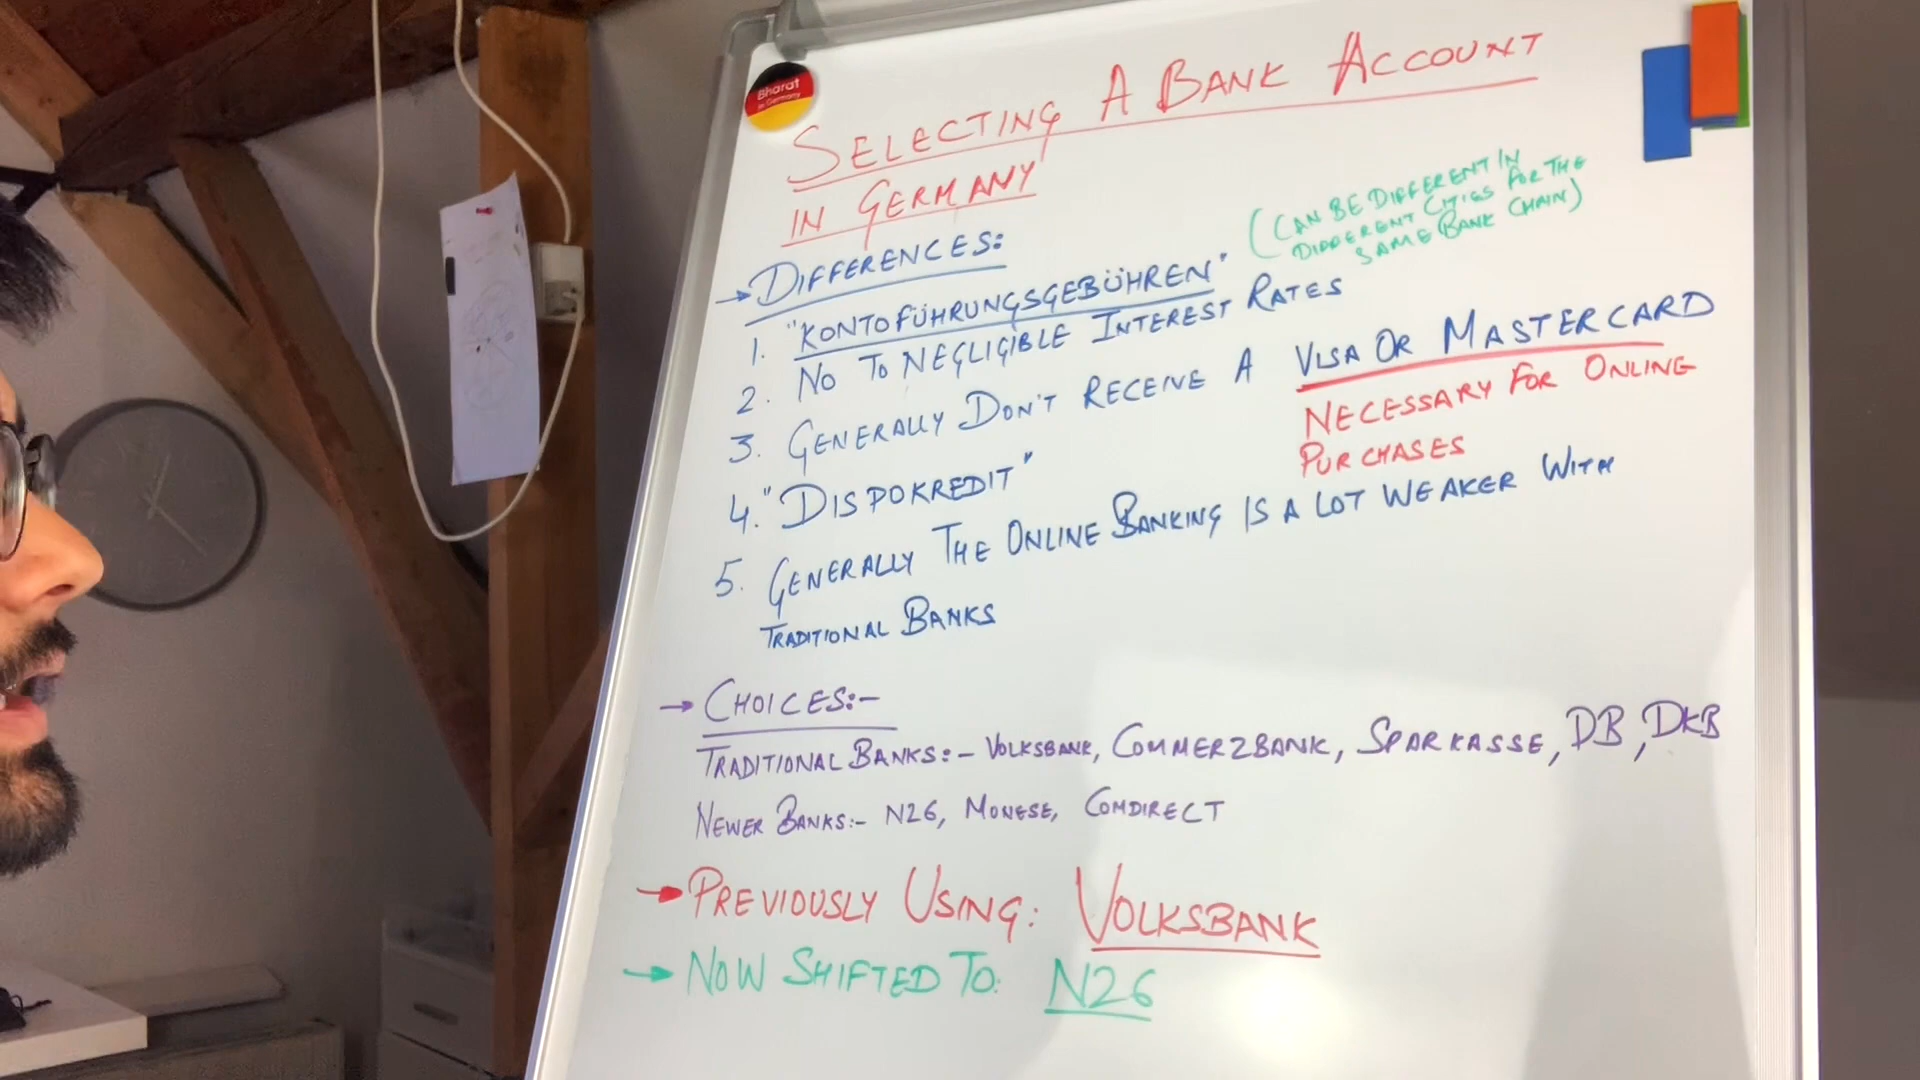 Bharat
in Germany
SELECTING A BANK ACCOUNT
IN GERMANY
→ DIFFERENCES:
1. "KONTOFÜHRUNGSGEBÜHREN"
(CAN BE DIFFERENT IN
DIFFERENT CITIES FOR THE
SAME BANK CHAIN)
2. NO TO NEGLIGIBLE INTEREST RATES
3. GENERALLY DON'T RECEIVE A VISA OR MASTERCARD
NECESSARY FOR ONLINE
PURCHASES
4. "DISPOKREDIT"
5. GENERALLY THE ONLINE BANKING IS A LOT WEAKER WITH
TRADITIONAL BANKS
→ CHOICES:-
TRADITIONAL BANKS:- VOLKSBANK, COMMERZBANK, SPARKASSE, DB, DKB
NEWER BANKS:- N26, MONESE, COMDIRECT
→ PREVIOUSLY USING: VOLKSBANK
→ NOW SHIFTED TO: N26